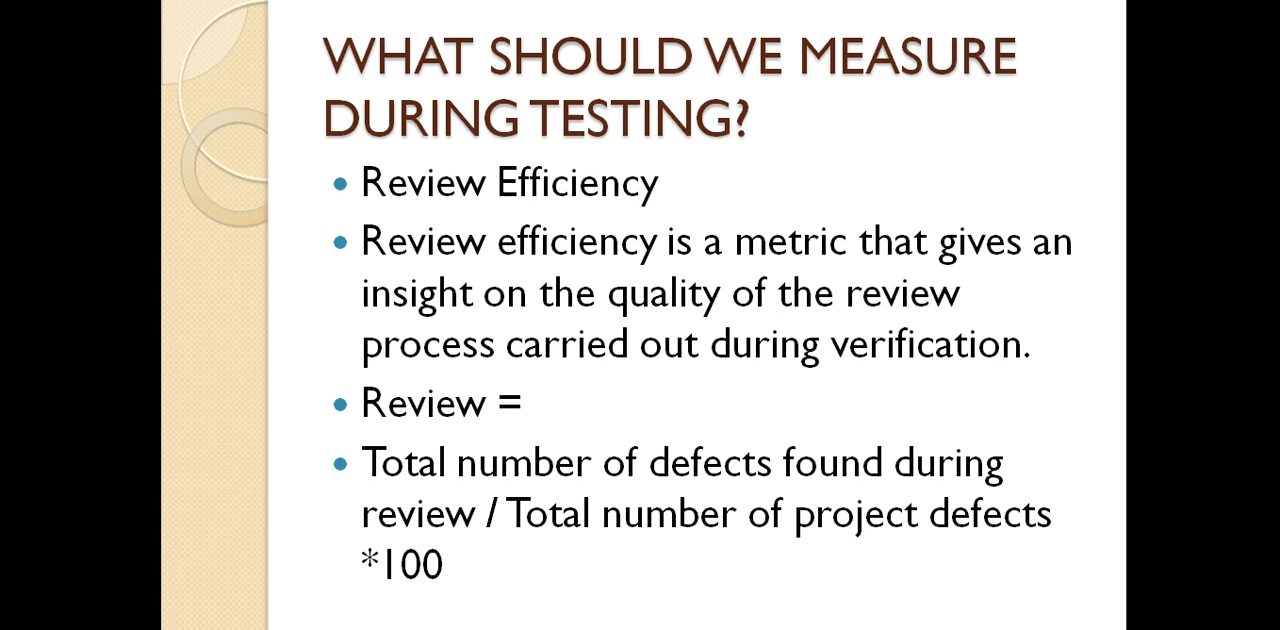 WHAT SHOULD WE MEASURE
DURING TESTING?
• Review Efficiency
• Review efficiency is a metric that gives an
insight on the quality of the review
process carried out during verification.
• Review =
• Total number of defects found during
review / Total number of project defects
*100